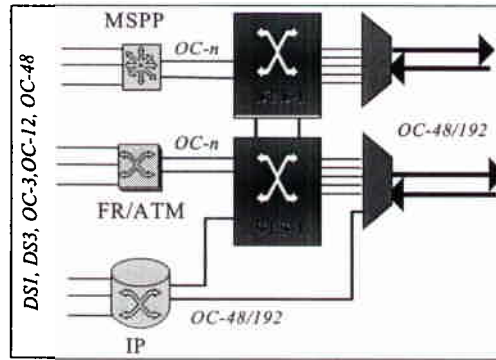 MSPP
OC-n
OC-n
OC-48/192
FR/ATM
DS1, DS3, OC-3,OC-12, OC-48
OC-48/192
IP